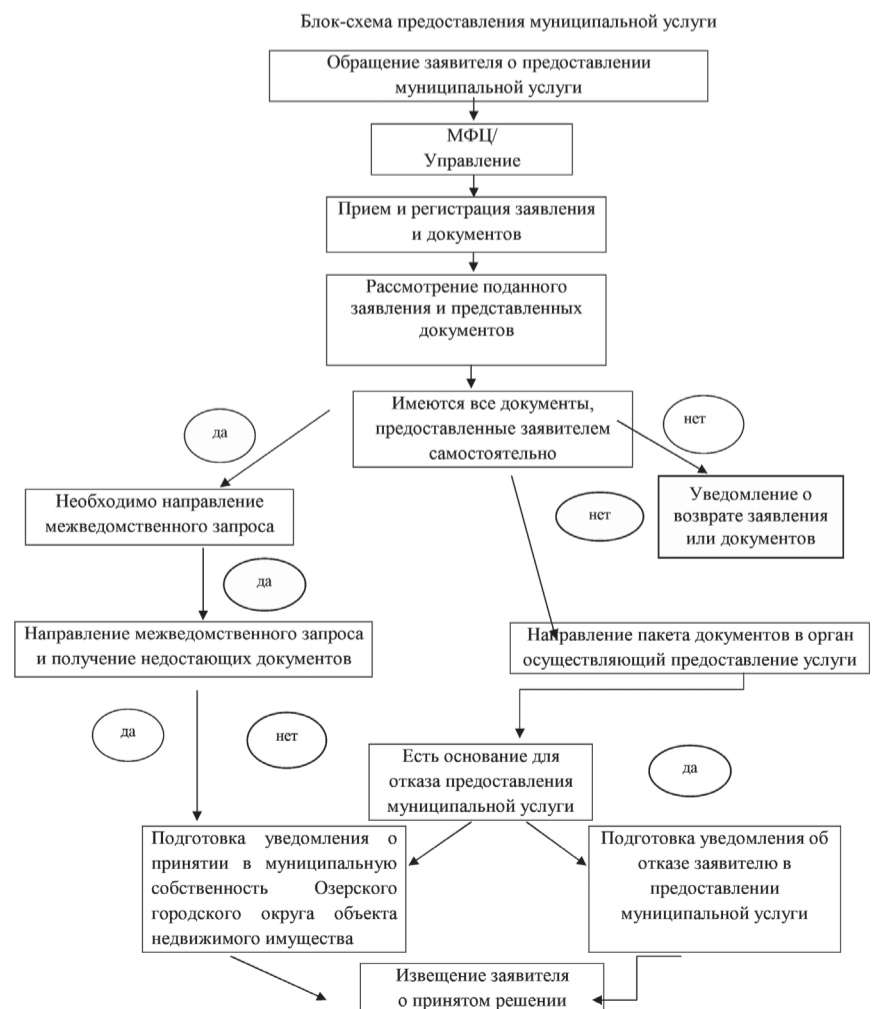 Блок-схема предоставления муниципальной услуги
Обращение заявителя о предоставлении
муниципальной услуги
МФЦ/
Управление
Прием и регистрация заявления
и документов
Рассмотрение поданного
заявления и представленных
документов
Имеются все документы,
предоставленные заявителем
самостоятельно
да
нет
Необходимо направление
межведомственного запроса
нет
Уведомление о
возврате заявления
или документов
да
Направление межведомственного запроса
и получение недостающих документов
Направление пакета документов в орган
осуществляющий предоставление услуги
да
нет
Есть основание для
отказа предоставления
муниципальной услуги
да
Подготовка уведомления о
принятии в муниципальную
собственность Озерского
городского округа объекта
недвижимого имущества
Подготовка уведомления об
отказе заявителю в
предоставлении
муниципальной услуги
Извещение заявителя
о принятом решении